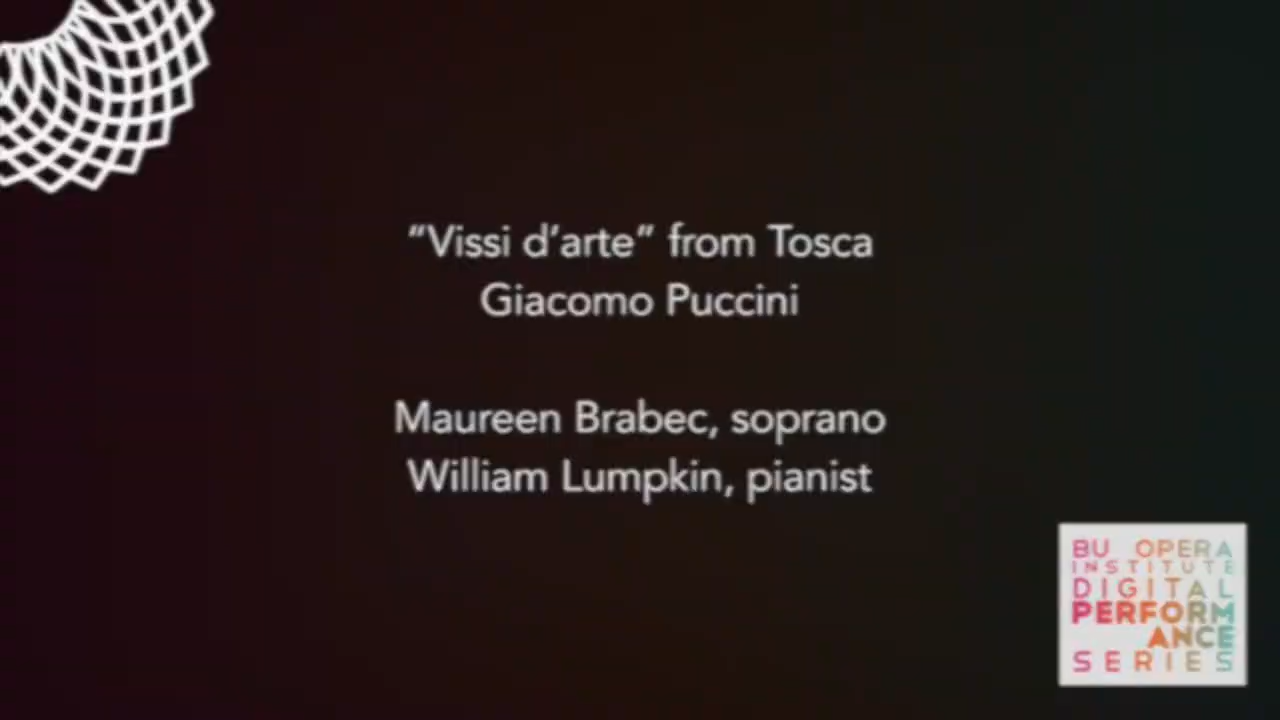 “Vissi d’arte” from Tosca
Giacomo Puccini
Maureen Brabec, soprano
William Lumpkin, pianist
BU OPERA
INSTITUTE
DIGITAL
PERFORM
ANCE
SERIES